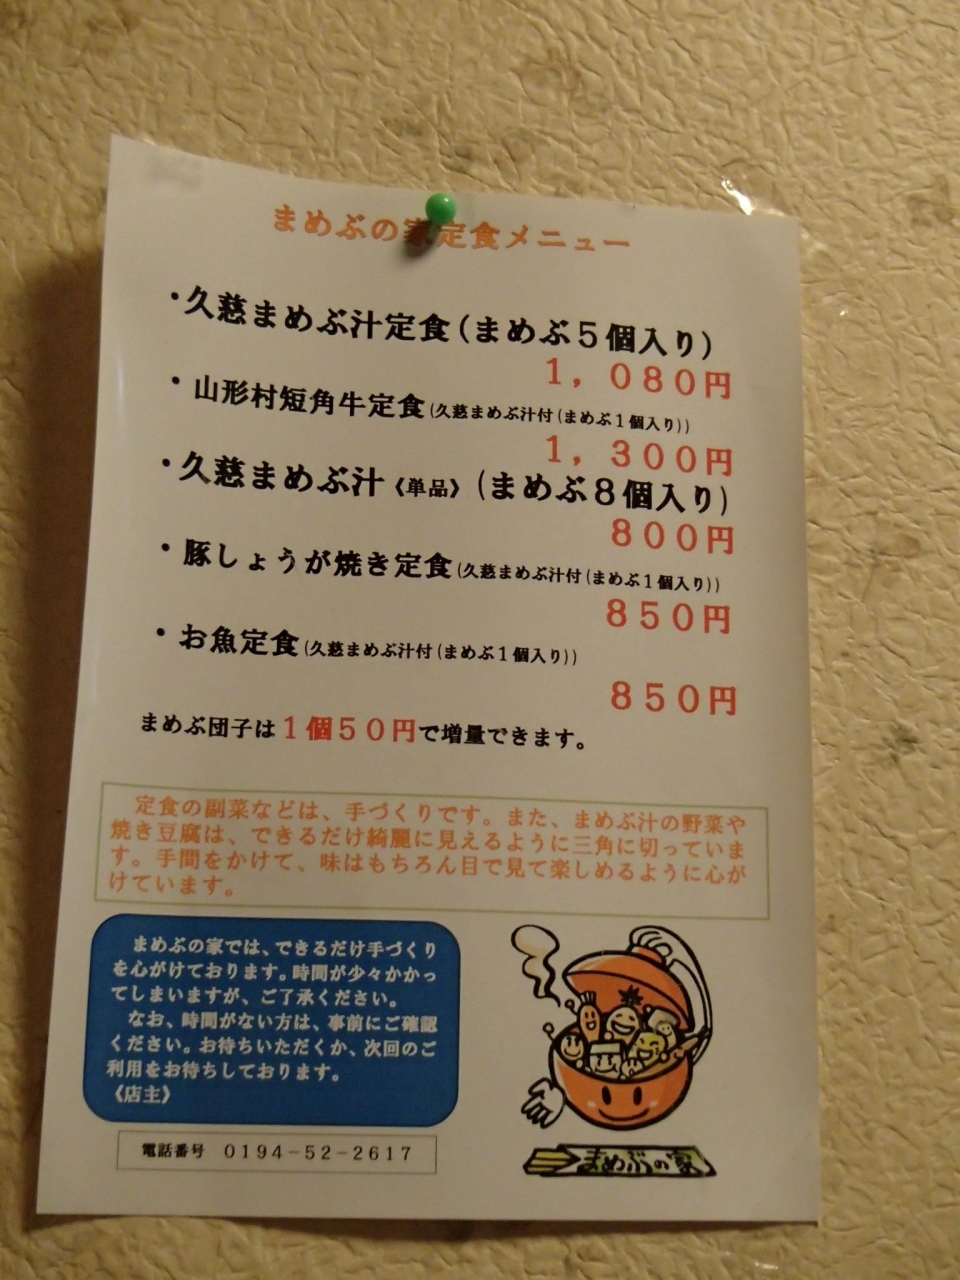 まめぶの家定食メニュー
・久慈まめぶ汁定食(まめぶ5個入り)
1，080円
・山形村短角牛定食(久慈まめぶ汁付(まめぶ1個入り))
1，300円
・久慈まめぶ汁《単品》(まめぶ8個入り)
800円
・豚しょうが焼き定食(久慈まめぶ汁付(まめぶ1個入り))
850円
・お魚定食(久慈まめぶ汁付(まめぶ1個入り))
850円
まめぶ団子は1個50円で増量できます。
定食の副菜などは、手づくりです。また、まめぶ汁の野菜や
焼き豆腐は、できるだけ綺麗に見えるように三角に切っていま
す。手間をかけて、味はもちろん目で見て楽しめるように心が
けています。
まめぶの家では、できるだけ手づくり
を心がけております。時間が少々かかっ
てしまいますが、ご了承ください。
なお、時間がない方は、事前にご確認
ください。お待ちいただくか、次回のご
利用をお待ちしております。
《店主》
電話番号 0194－52－2617
まめぶの家